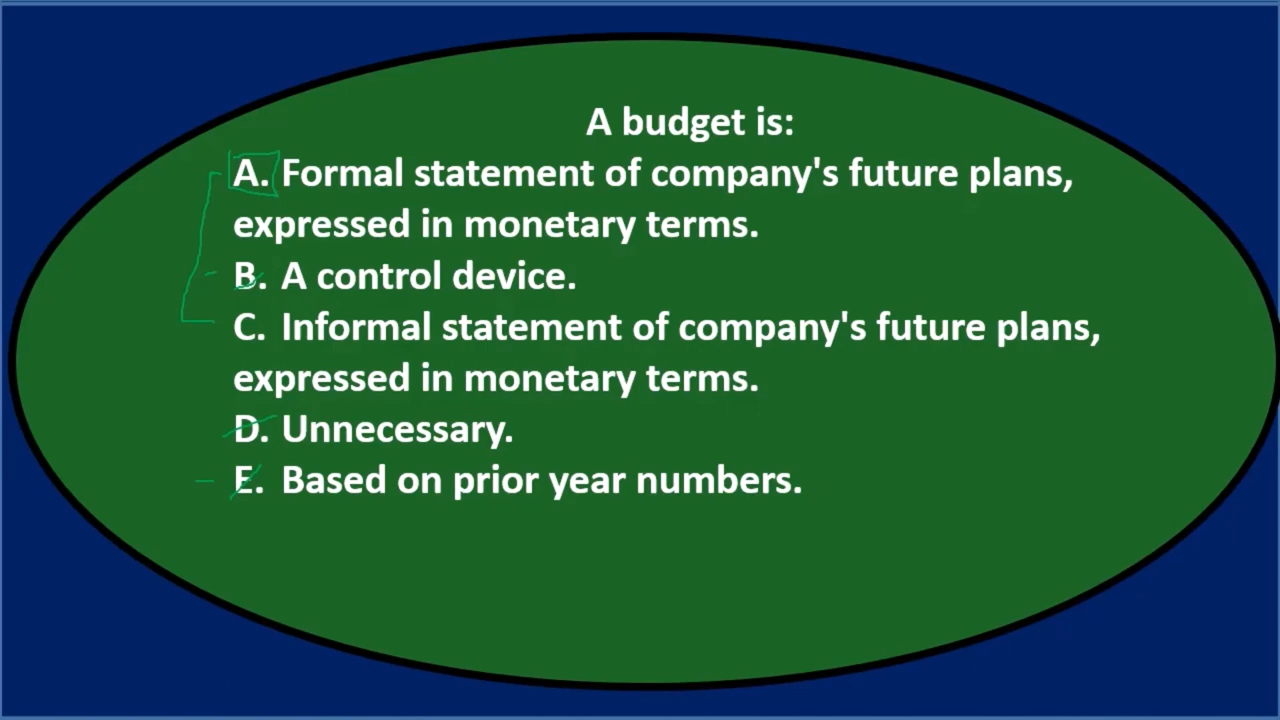 A budget is:
A. Formal statement of company's future plans,
expressed in monetary terms.
B. A control device.
C. Informal statement of company's future plans,
expressed in monetary terms.
D. Unnecessary.
E. Based on prior year numbers.